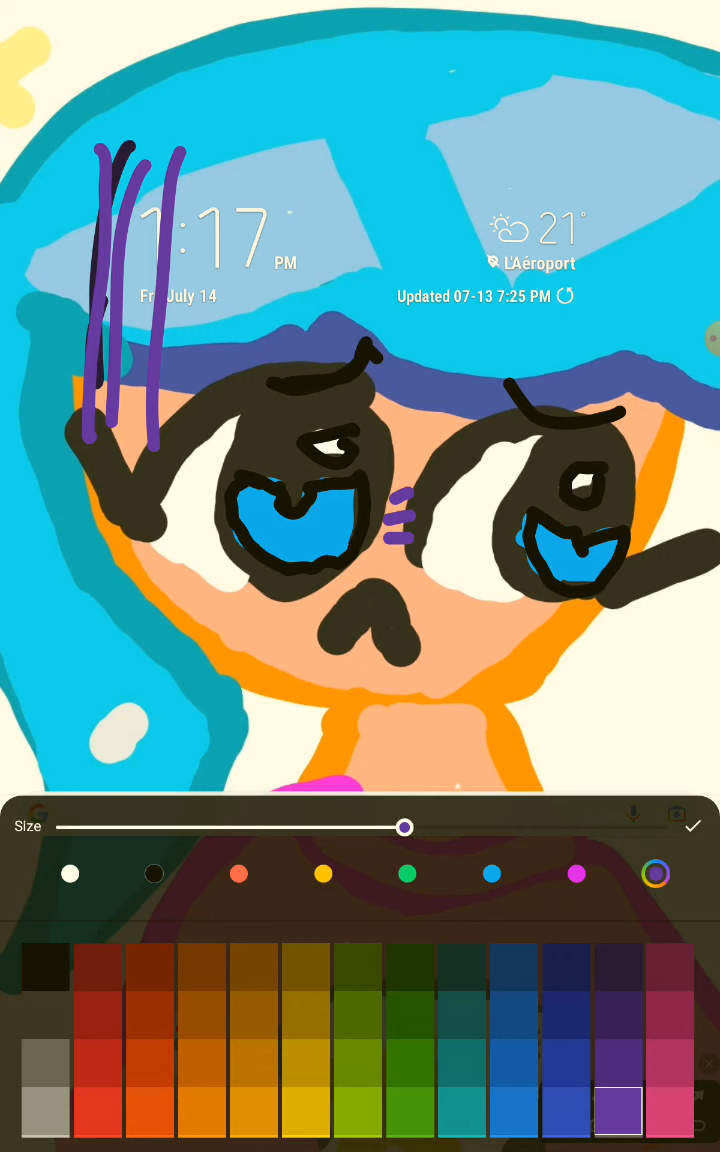 1:17 PM
21°
L'Aéroport
Fri, July 14
Updated 07-13 7:25 PM
Size